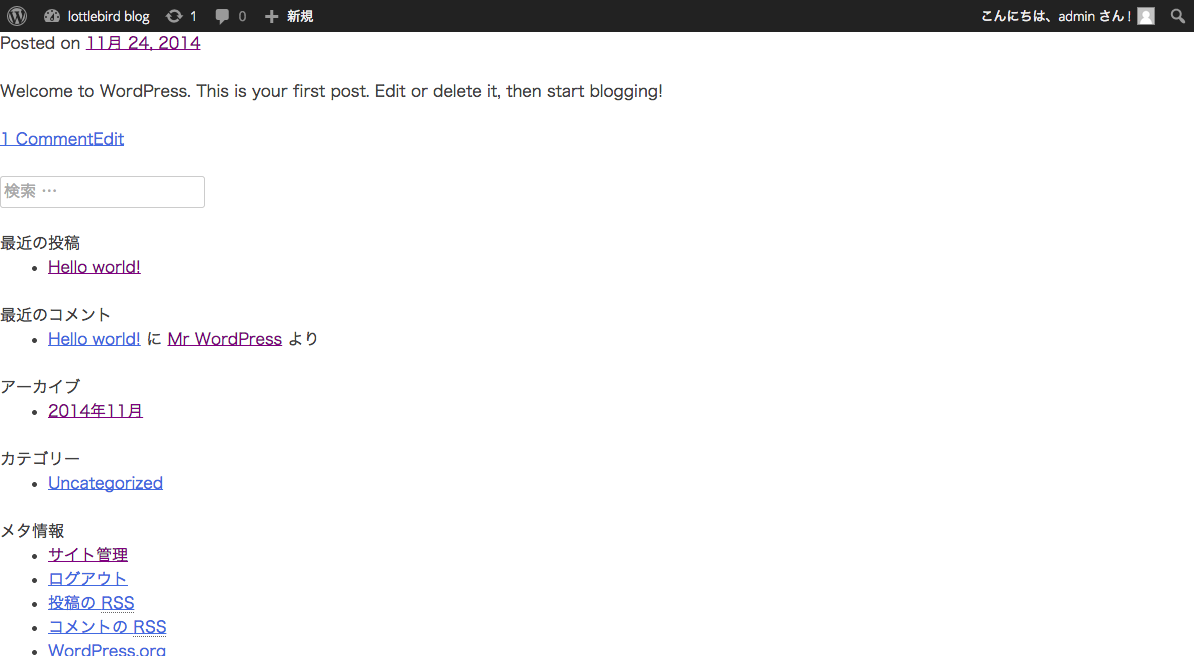 lottlebird blog 1 0 新規 こんにちは、admin さん !
Posted on 11月 24, 2014
Welcome to WordPress. This is your first post. Edit or delete it, then start blogging!
1 CommentEdit
検索 …
最近の投稿
Hello world!
最近のコメント
Hello world! に Mr WordPress より
アーカイブ
2014年11月
カテゴリー
Uncategorized
メタ情報
サイト管理
ログアウト
投稿の RSS
コメントの RSS
WordPress.org